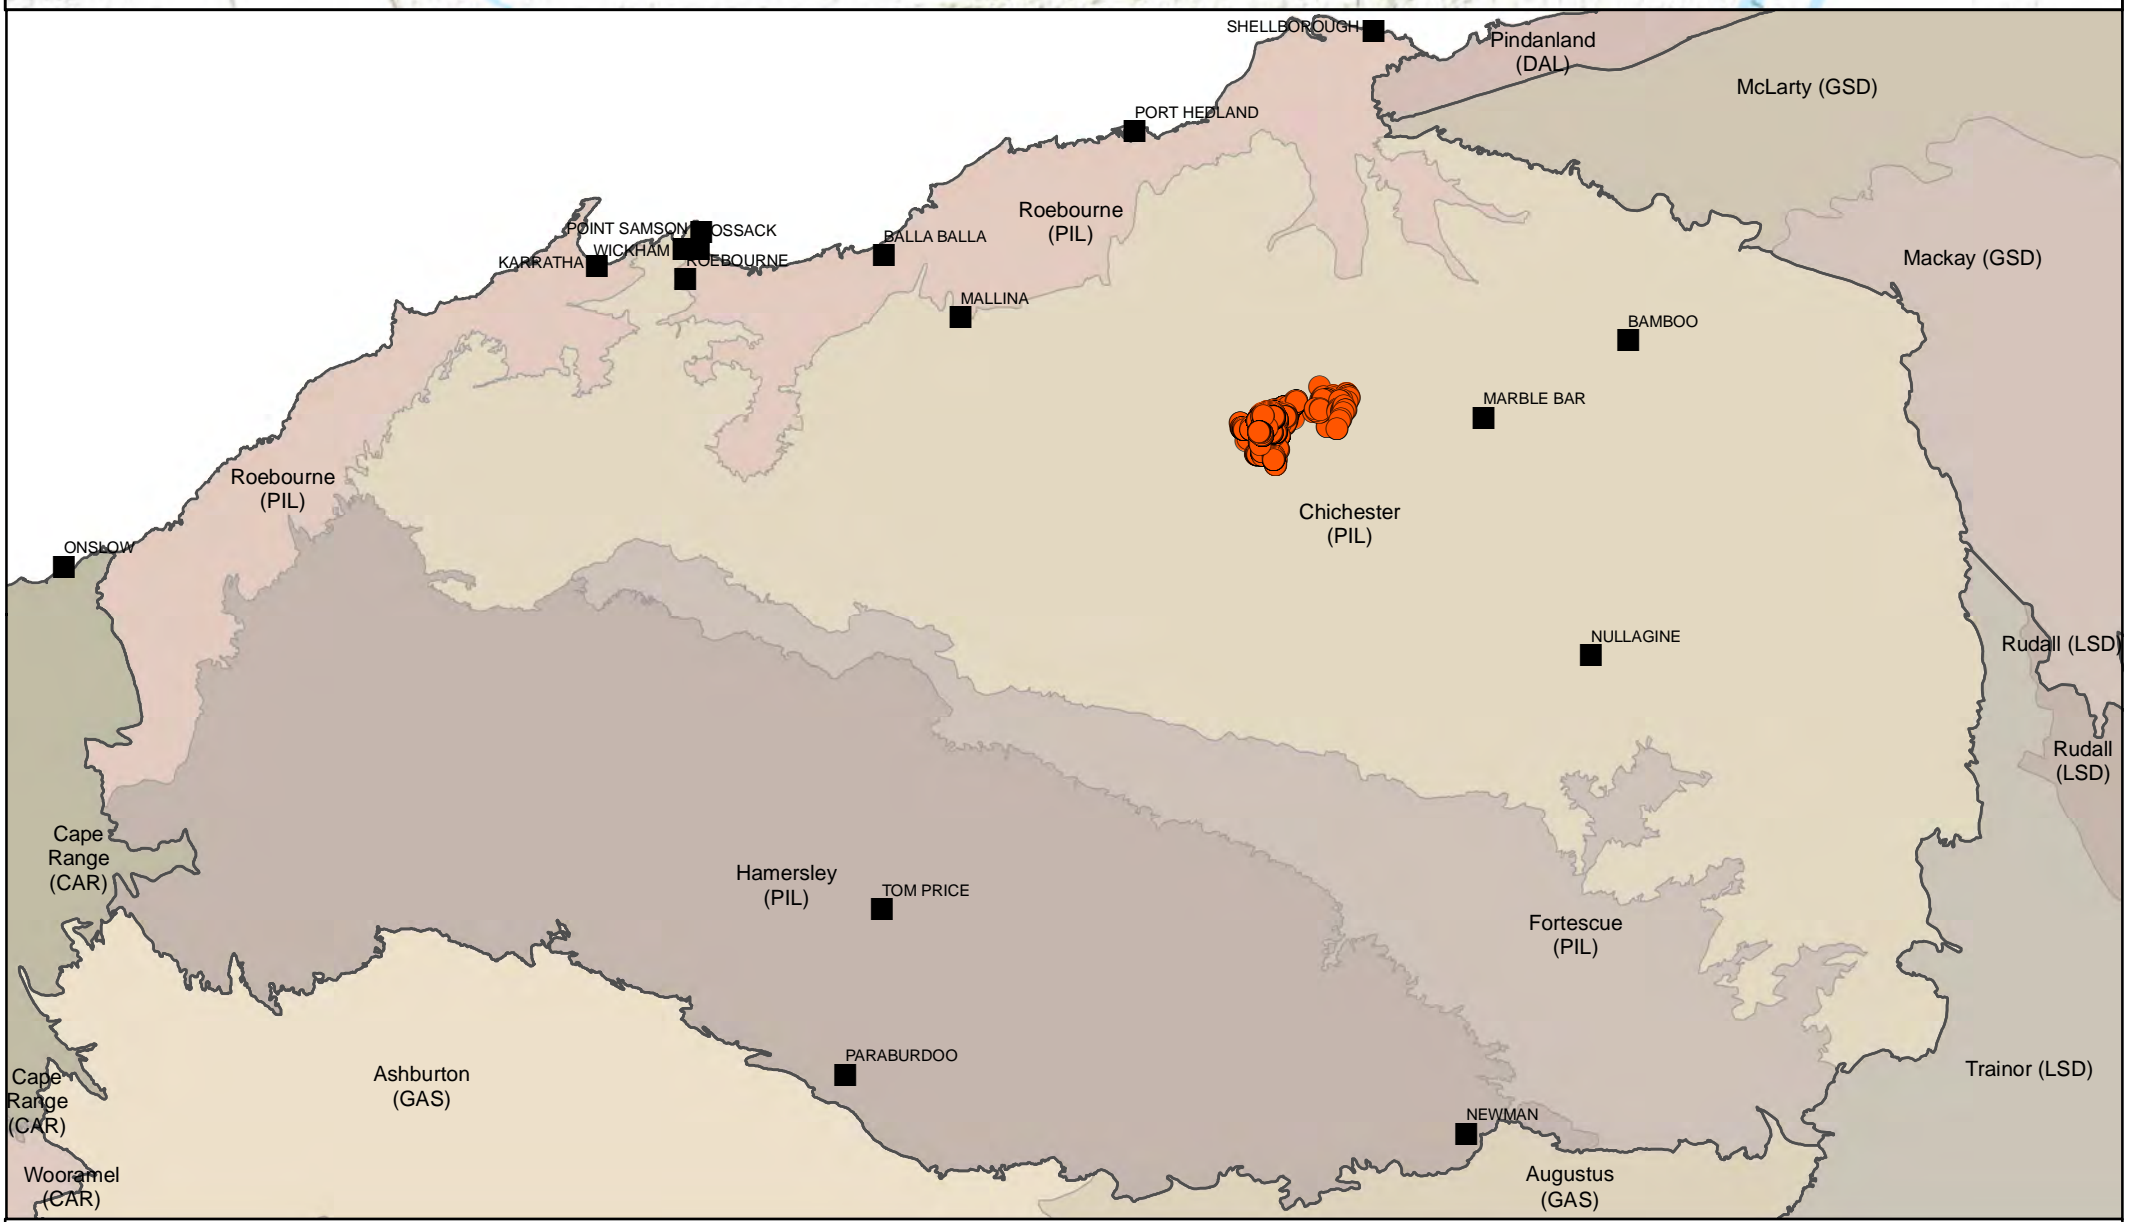 SHELLBOROUGH
Pindanland
(DAL)
McLarty (GSD)
PORT HEDLAND
Roebourne
(PIL)
POINT SAMSON
OSSACK
WICKHAM
BALLA BALLA
KARRATHA
ROEBOURNE
Mackay (GSD)
MALLINA
BAMBOO
MARBLE BAR
Roebourne
(PIL)
Chichester
(PIL)
ONSLOW
NULLAGINE
Rudall (LSD)
Rudall
(LSD)
Cape
Range
(CAR)
Hamersley
(PIL)
TOM PRICE
Fortescue
(PIL)
PARABURDOO
Ashburton
(GAS)
Trainor (LSD)
Cape
Range
(CAR)
NEWMAN
Wooramel
(CAR)
Augustus
(GAS)